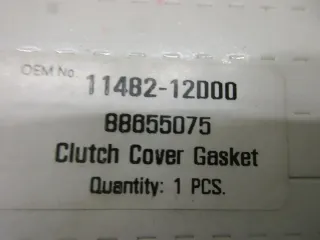 OEM No. 11482-12D00
88655075
Clutch Cover Gasket
Quantity: 1 PCS.